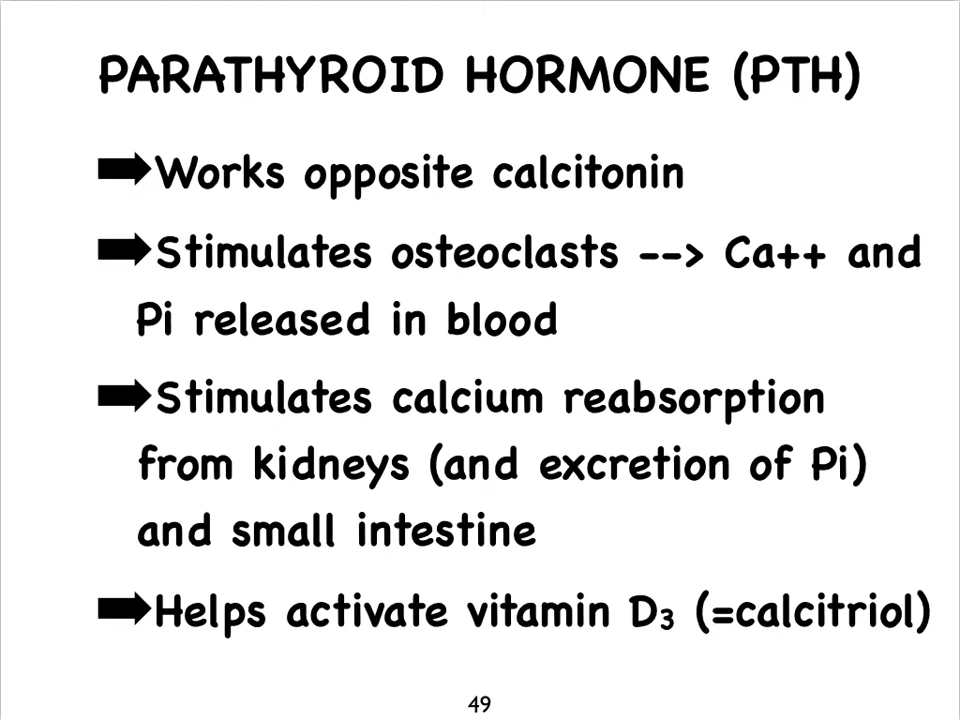 PARATHYROID HORMONE (PTH)
➡Works opposite calcitonin
➡Stimulates osteoclasts --> Ca++ and
Pi released in blood
➡Stimulates calcium reabsorption
from kidneys (and excretion of Pi)
and small intestine
➡Helps activate vitamin D₃ (=calcitriol)
49